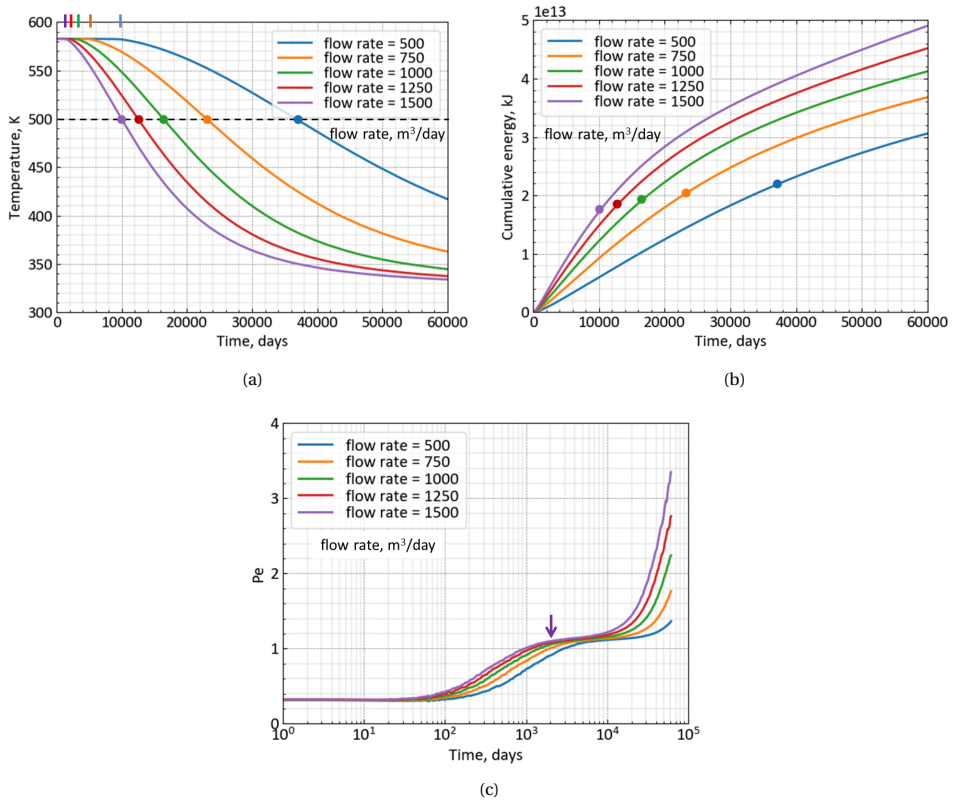 600
550
500
450
400
350
300
Temperature, K
flow rate = 500
flow rate = 750
flow rate = 1000
flow rate = 1250
flow rate = 1500
flow rate, m³/day
0 10000 20000 30000 40000 50000 60000
Time, days
(a)
1e13
5
4
3
2
1
0
Cumulative energy, kJ
flow rate = 500
flow rate = 750
flow rate = 1000
flow rate = 1250
flow rate = 1500
flow rate, m³/day
0 10000 20000 30000 40000 50000 60000
Time, days
(b)
4
3
2
1
0
Pe
flow rate = 500
flow rate = 750
flow rate = 1000
flow rate = 1250
flow rate = 1500
flow rate, m³/day
10⁰ 10¹ 10² 10³ 10⁴ 10⁵
Time, days
(c)